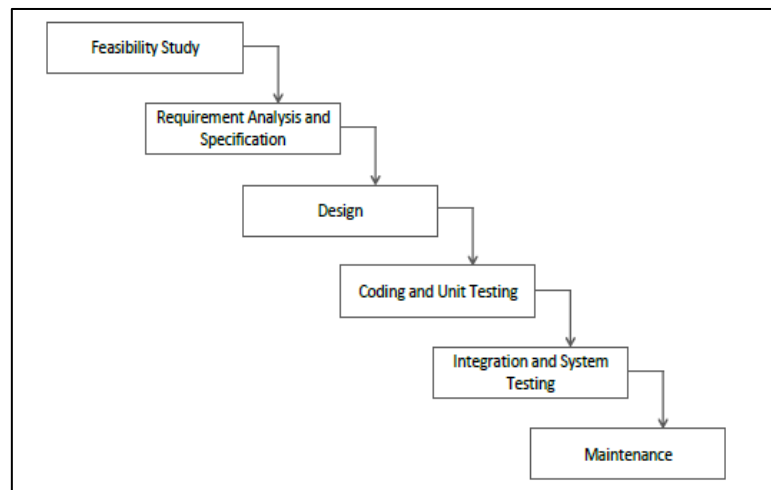 Feasibility Study
Requirement Analysis and
Specification
Design
Coding and Unit Testing
Integration and System
Testing
Maintenance